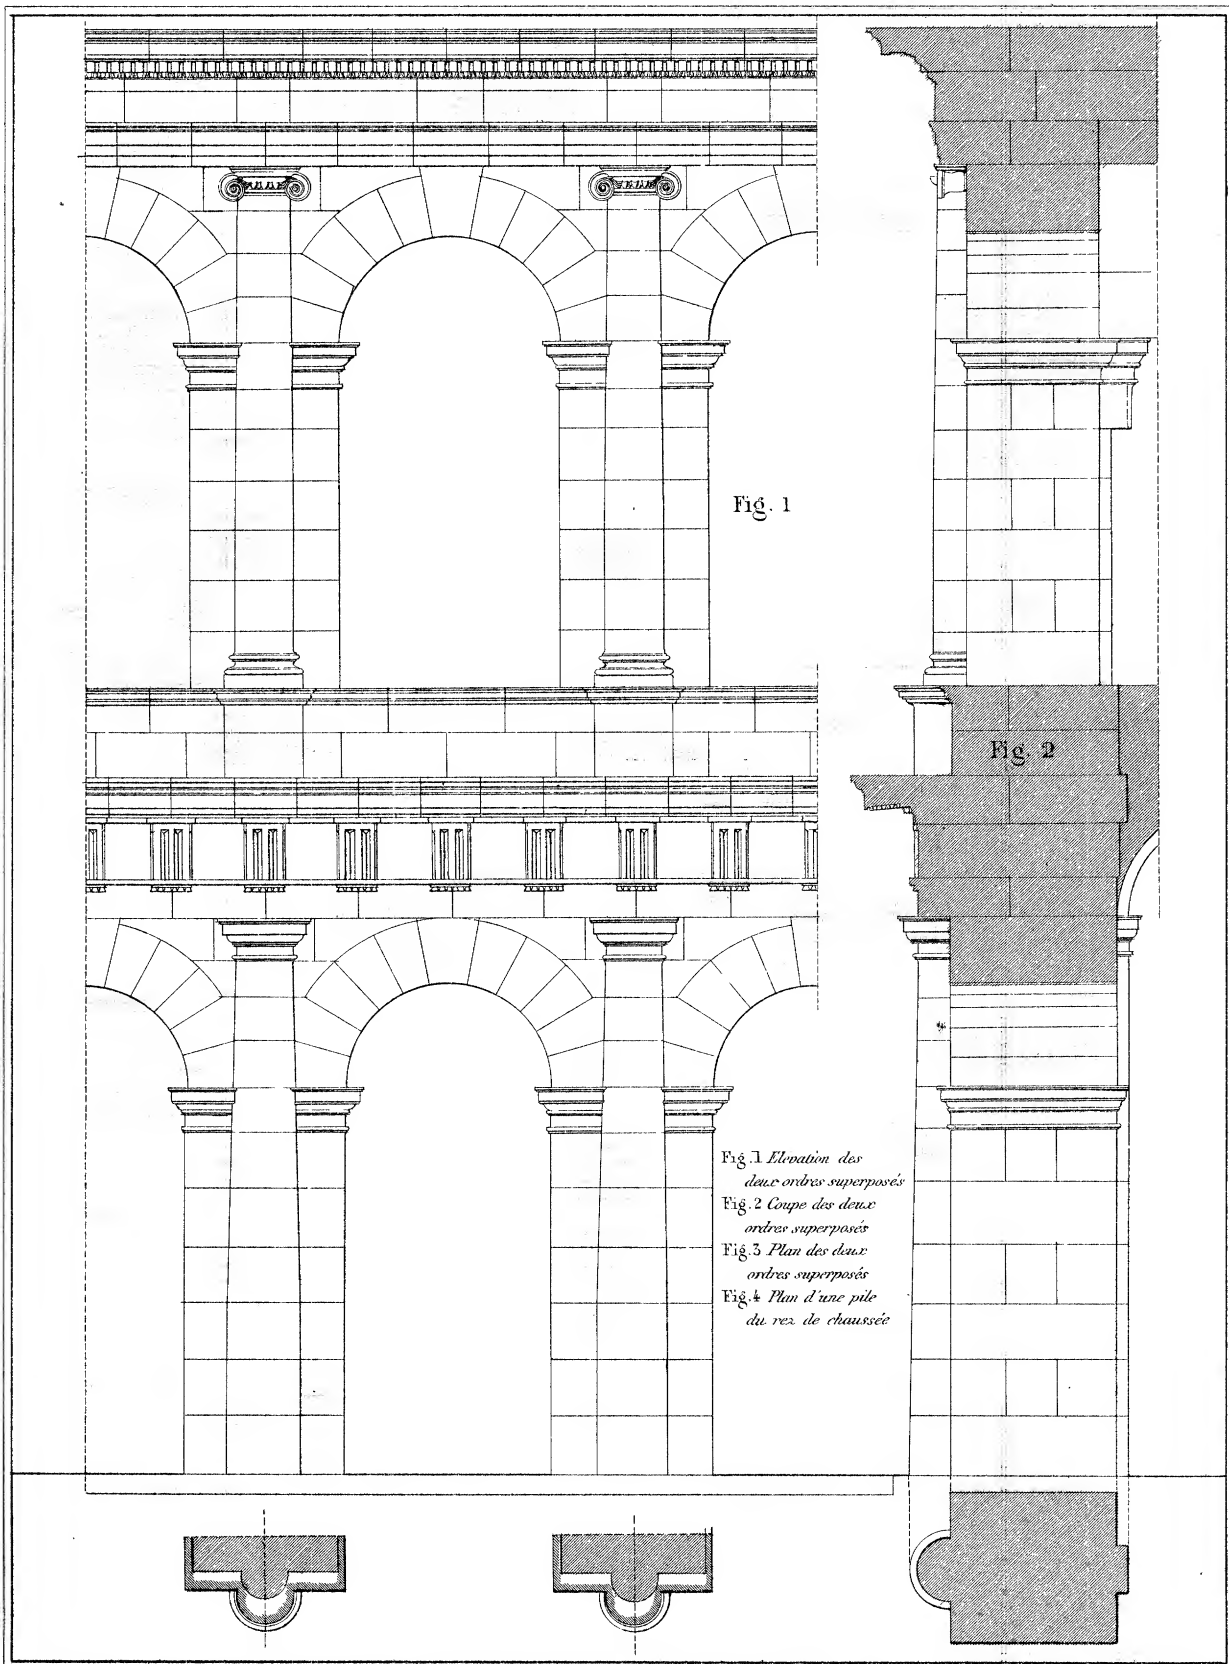 Fig. 1
Fig. 2
Fig.1 Elevation des
deux ordres superposés
Fig.2 Coupe des deux
ordres superposés
Fig.3 Plan des deux
ordres superposés
Fig.4 Plan d'une pile
du rez de chaussée